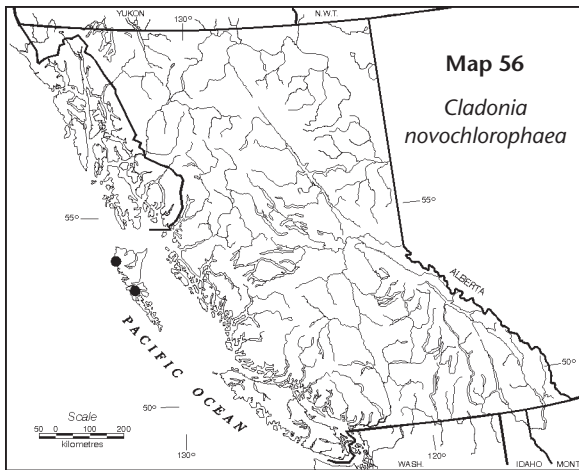 YUKON
130°
N.W.T.
Map 56
Cladonia
novochlorophaea
55°
55°
ALBERTA
PACIFIC OCEAN
50°
Scale
50 0 100 200
kilometres
50°
130°
WASH.
120°
IDAHO
MONT